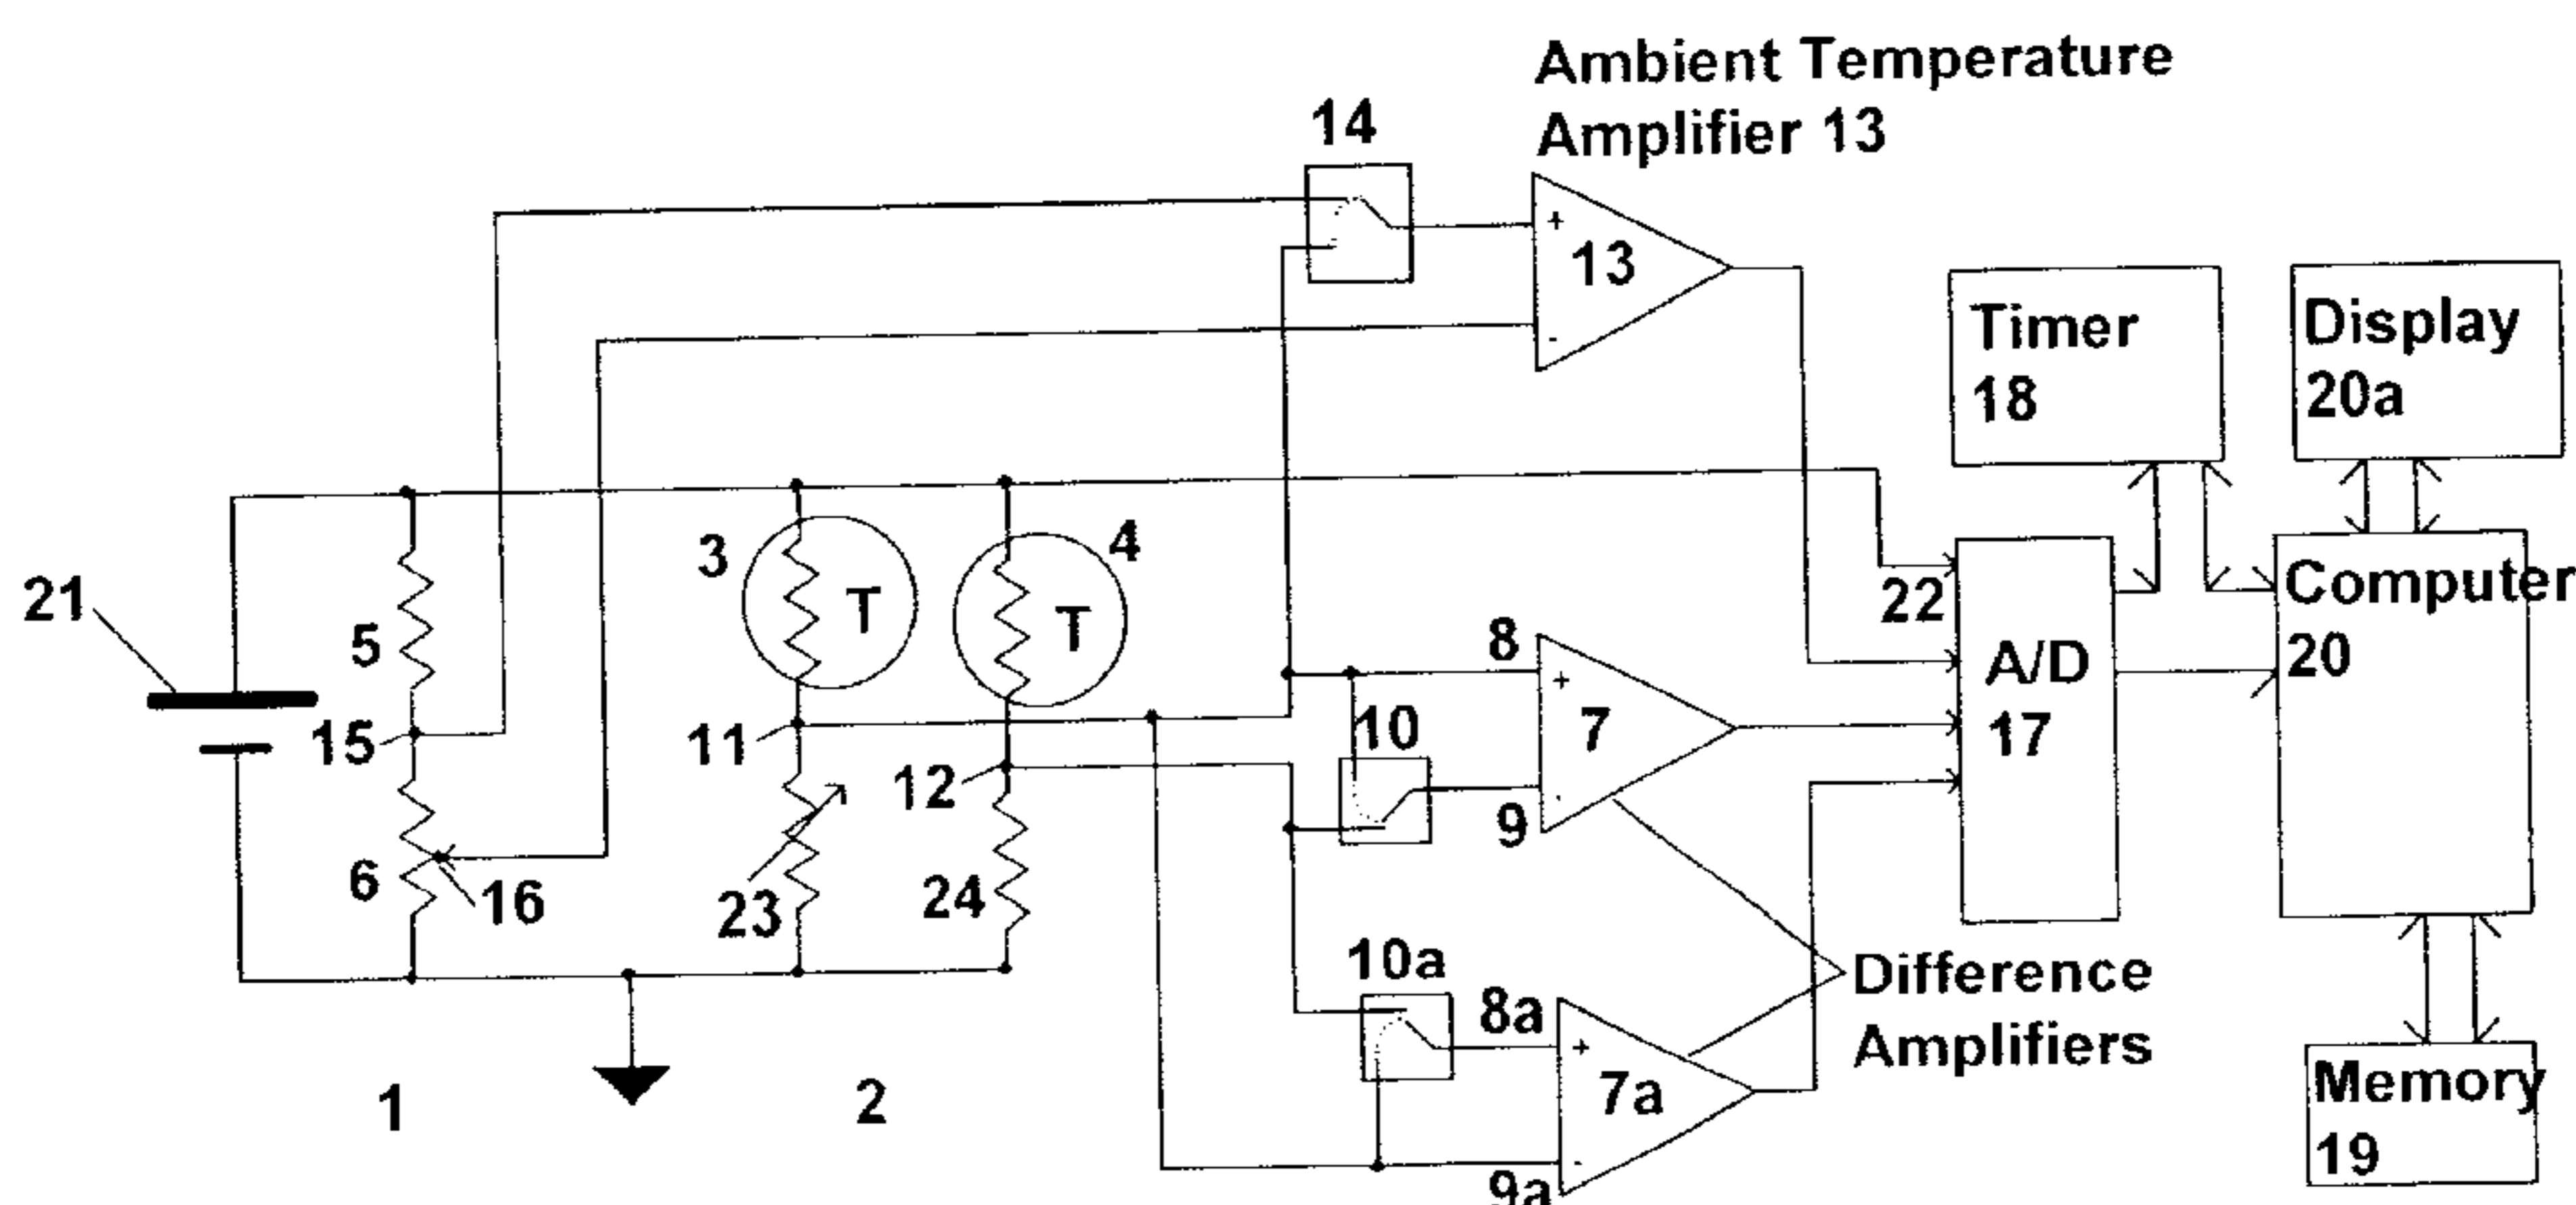 Ambient Temperature
Amplifier 13
14
+
13
-
Timer
18
Display
20a
3
T
4
T
21
5
22
Computer
20
8
+
A/D
17
15
11
10
7
12
9
-
6
16
23
24
10a
8a
Difference
Amplifiers
+
7a
-
9a
1
2
Memory
19